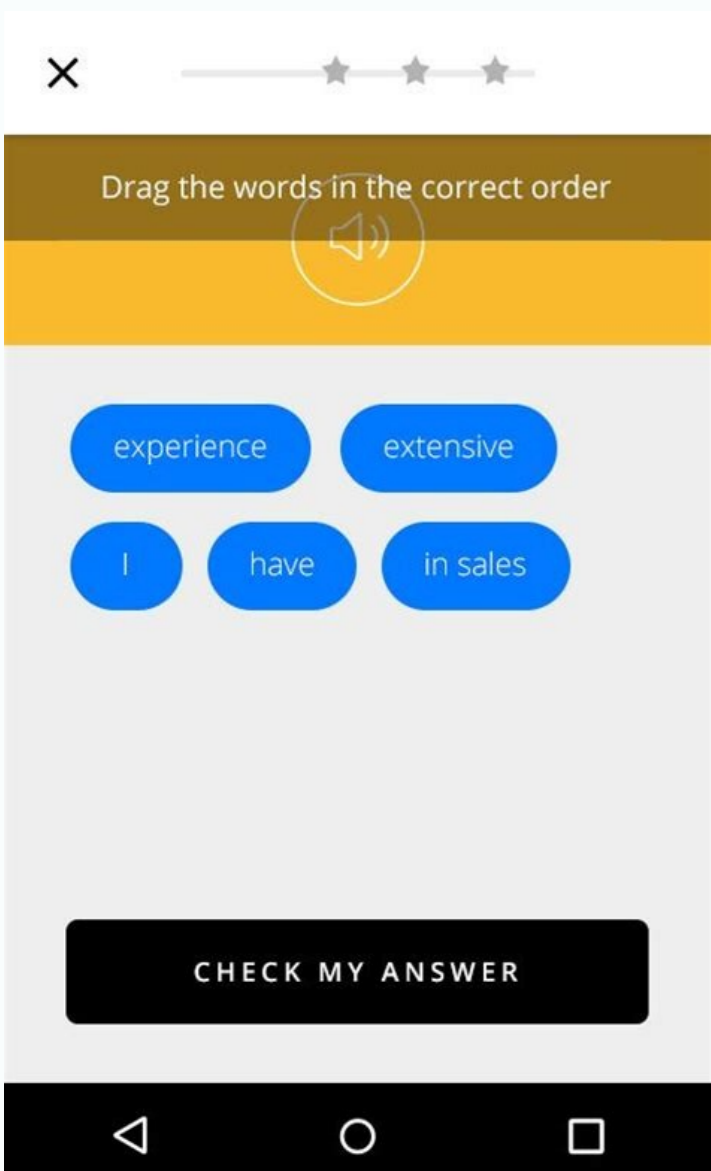 Drag the words in the correct order
experience extensive
I have in sales
CHECK MY ANSWER